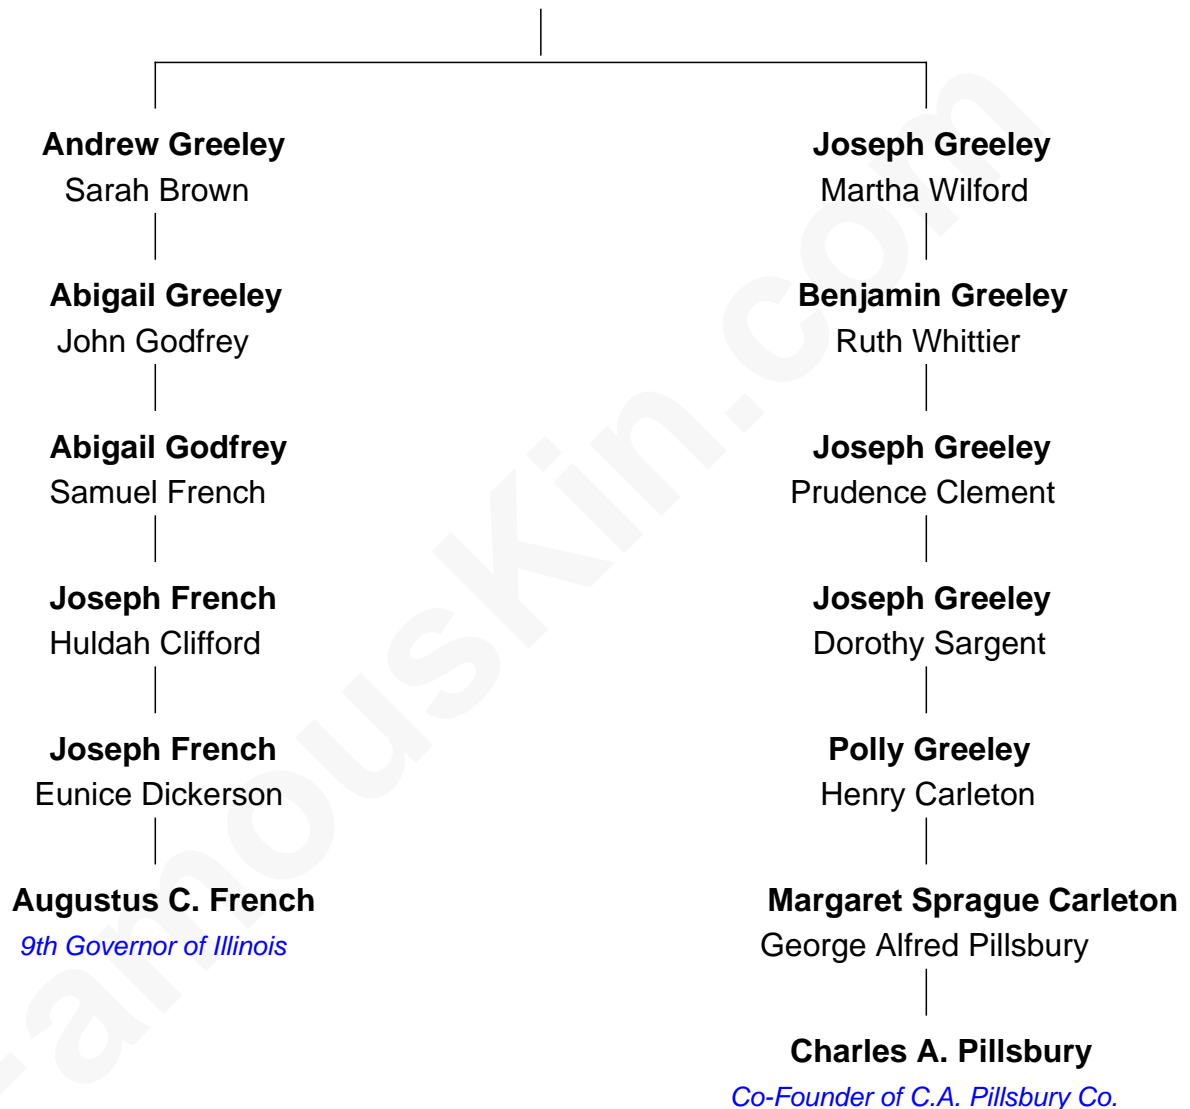 Andrew Greeley
Sarah Brown
Abigail Greeley
John Godfrey
Abigail Godfrey
Samuel French
Joseph French
Huldah Clifford
Joseph French
Eunice Dickerson
Augustus C. French
9th Governor of Illinois
Joseph Greeley
Martha Wilford
Benjamin Greeley
Ruth Whittier
Joseph Greeley
Prudence Clement
Joseph Greeley
Dorothy Sargent
Polly Greeley
Henry Carleton
Margaret Sprague Carleton
George Alfred Pillsbury
Charles A. Pillsbury
Co-Founder of C.A. Pillsbury Co.
FamousKin.com